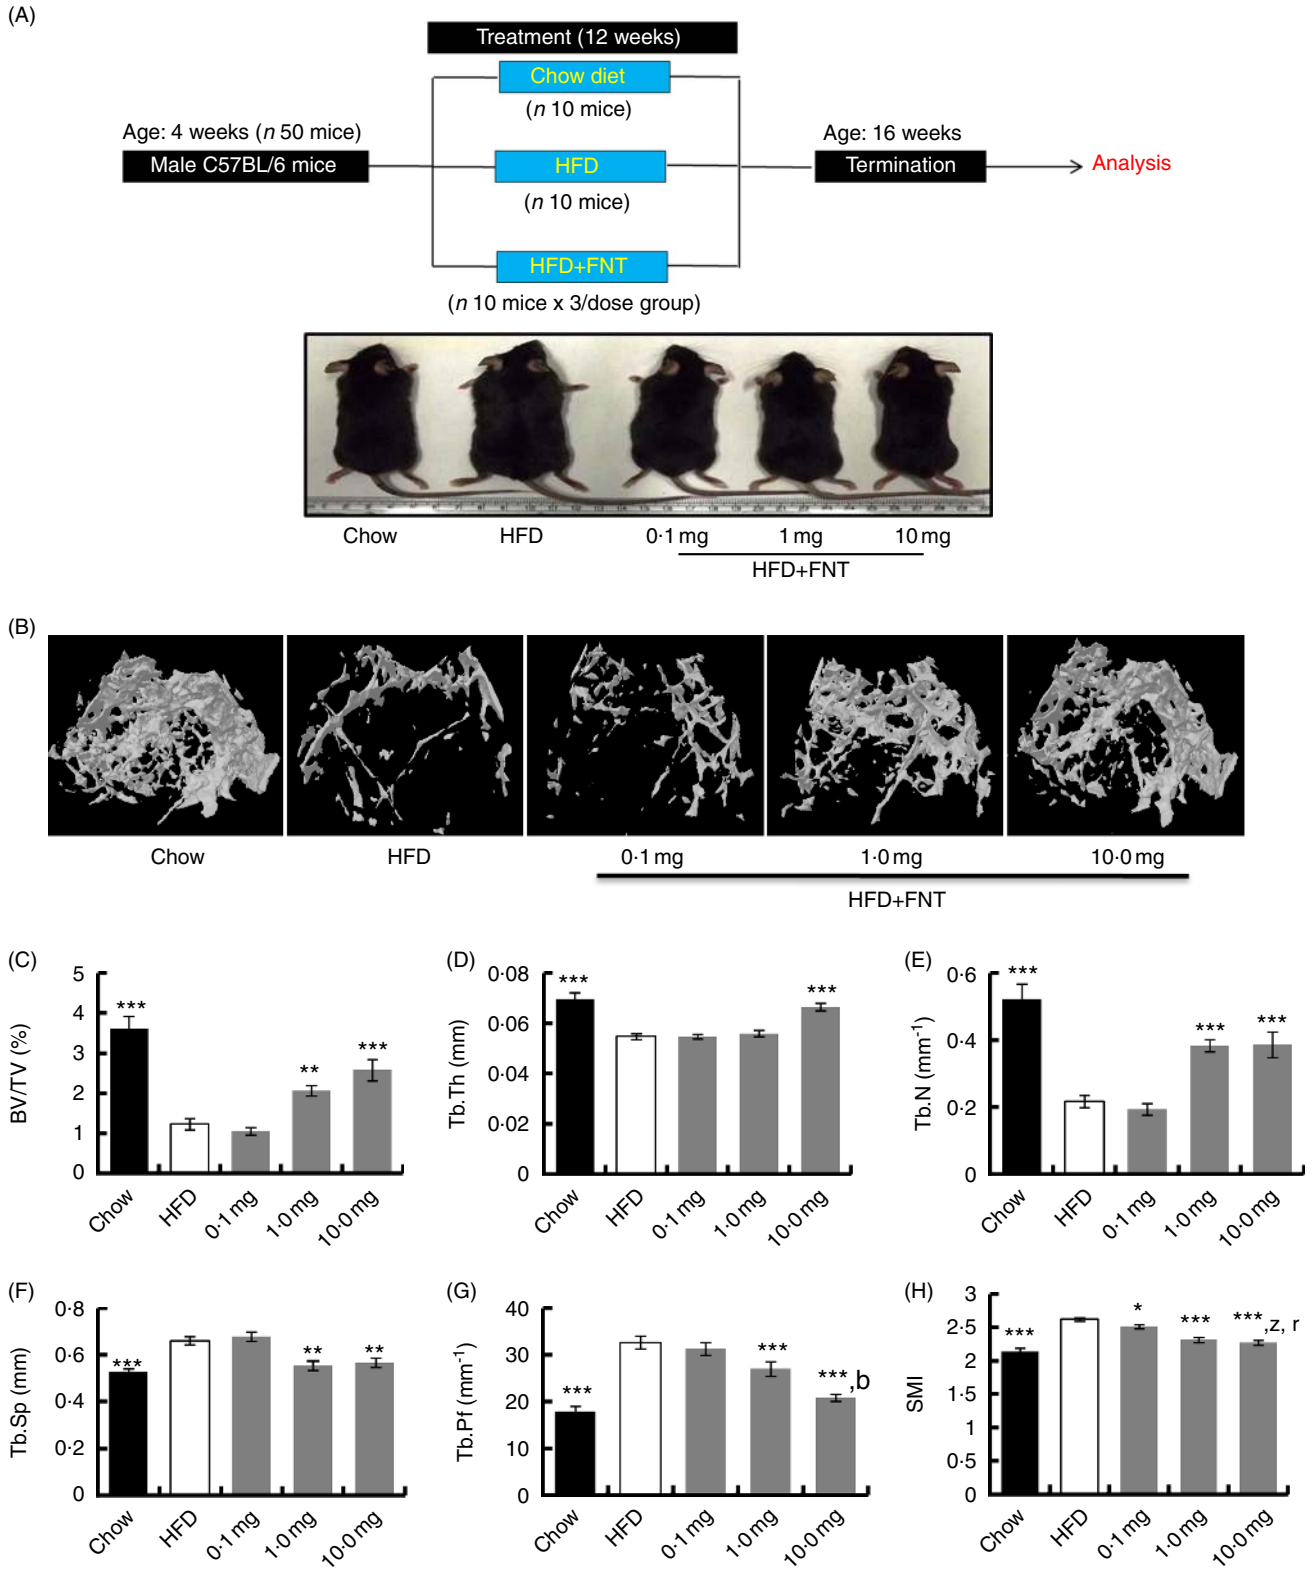 (A)
Treatment (12 weeks)
Chow diet
(n 10 mice)
Age: 4 weeks (n 50 mice)
Male C57BL/6 mice
HFD
(n 10 mice)
Age: 16 weeks
Termination
Analysis
HFD+FNT
(n 10 mice x 3/dose group)
Chow HFD 0·1 mg 1 mg 10 mg
HFD+FNT
(B)
Chow HFD 0·1 mg 1·0 mg 10·0 mg
HFD+FNT
(C)
BV/TV (%)
5
4
3
2
1
0
***
**
***
Chow HFD 0·1 mg 1·0 mg 10·0 mg
(D)
Tb.Th (mm)
0·08
0·06
0·04
0·02
0
***
***
Chow HFD 0·1 mg 1·0 mg 10·0 mg
(E)
Tb.N (mm⁻¹)
0·6
0·4
0·2
0
***
***
***
Chow HFD 0·1 mg 1·0 mg 10·0 mg
(F)
Tb.Sp (mm)
0·8
0·6
0·4
0·2
0
***
**
**
Chow HFD 0·1 mg 1·0 mg 10·0 mg
(G)
Tb.Pf (mm⁻¹)
40
30
20
10
0
***
***
***,b
Chow HFD 0·1 mg 1·0 mg 10·0 mg
(H)
SMI
3
2·5
2
1·5
1
0·5
0
***
*
***
***,z, r
Chow HFD 0·1 mg 1·0 mg 10·0 mg